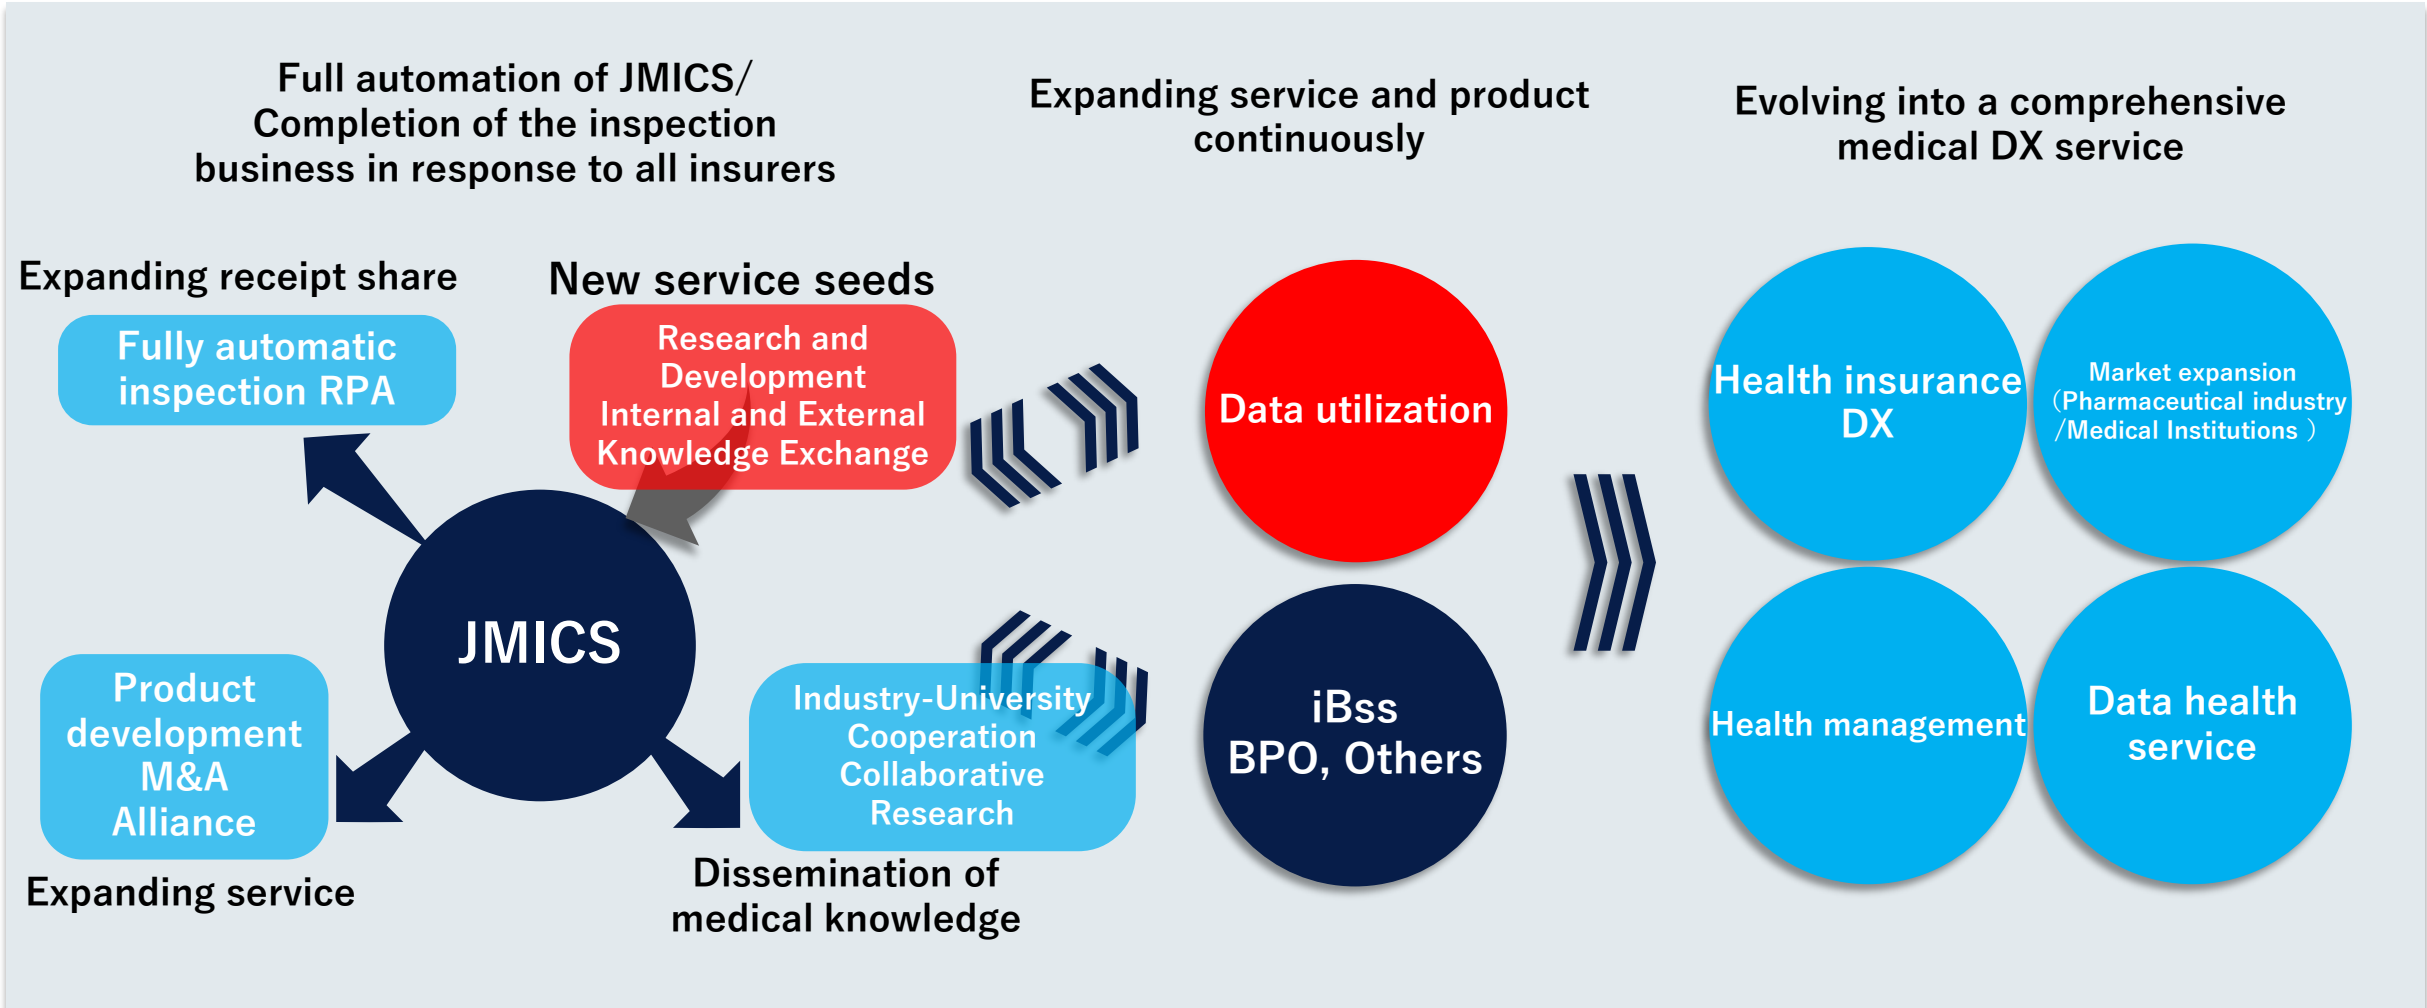 Full automation of JMICS/
Completion of the inspection
business in response to all insurers
Expanding receipt share
Fully automatic
inspection RPA
New service seeds
Research and
Development
Internal and External
Knowledge Exchange
JMICS
Product
development
M&A
Alliance
Expanding service
Industry-University
Cooperation
Collaborative
Research
Dissemination of
medical knowledge
Expanding service and product
continuously
Data utilization
iBss
BPO, Others
Evolving into a comprehensive
medical DX service
Health insurance
DX
Market expansion
（Pharmaceutical industry
/Medical Institutions ）
Health management
Data health
service